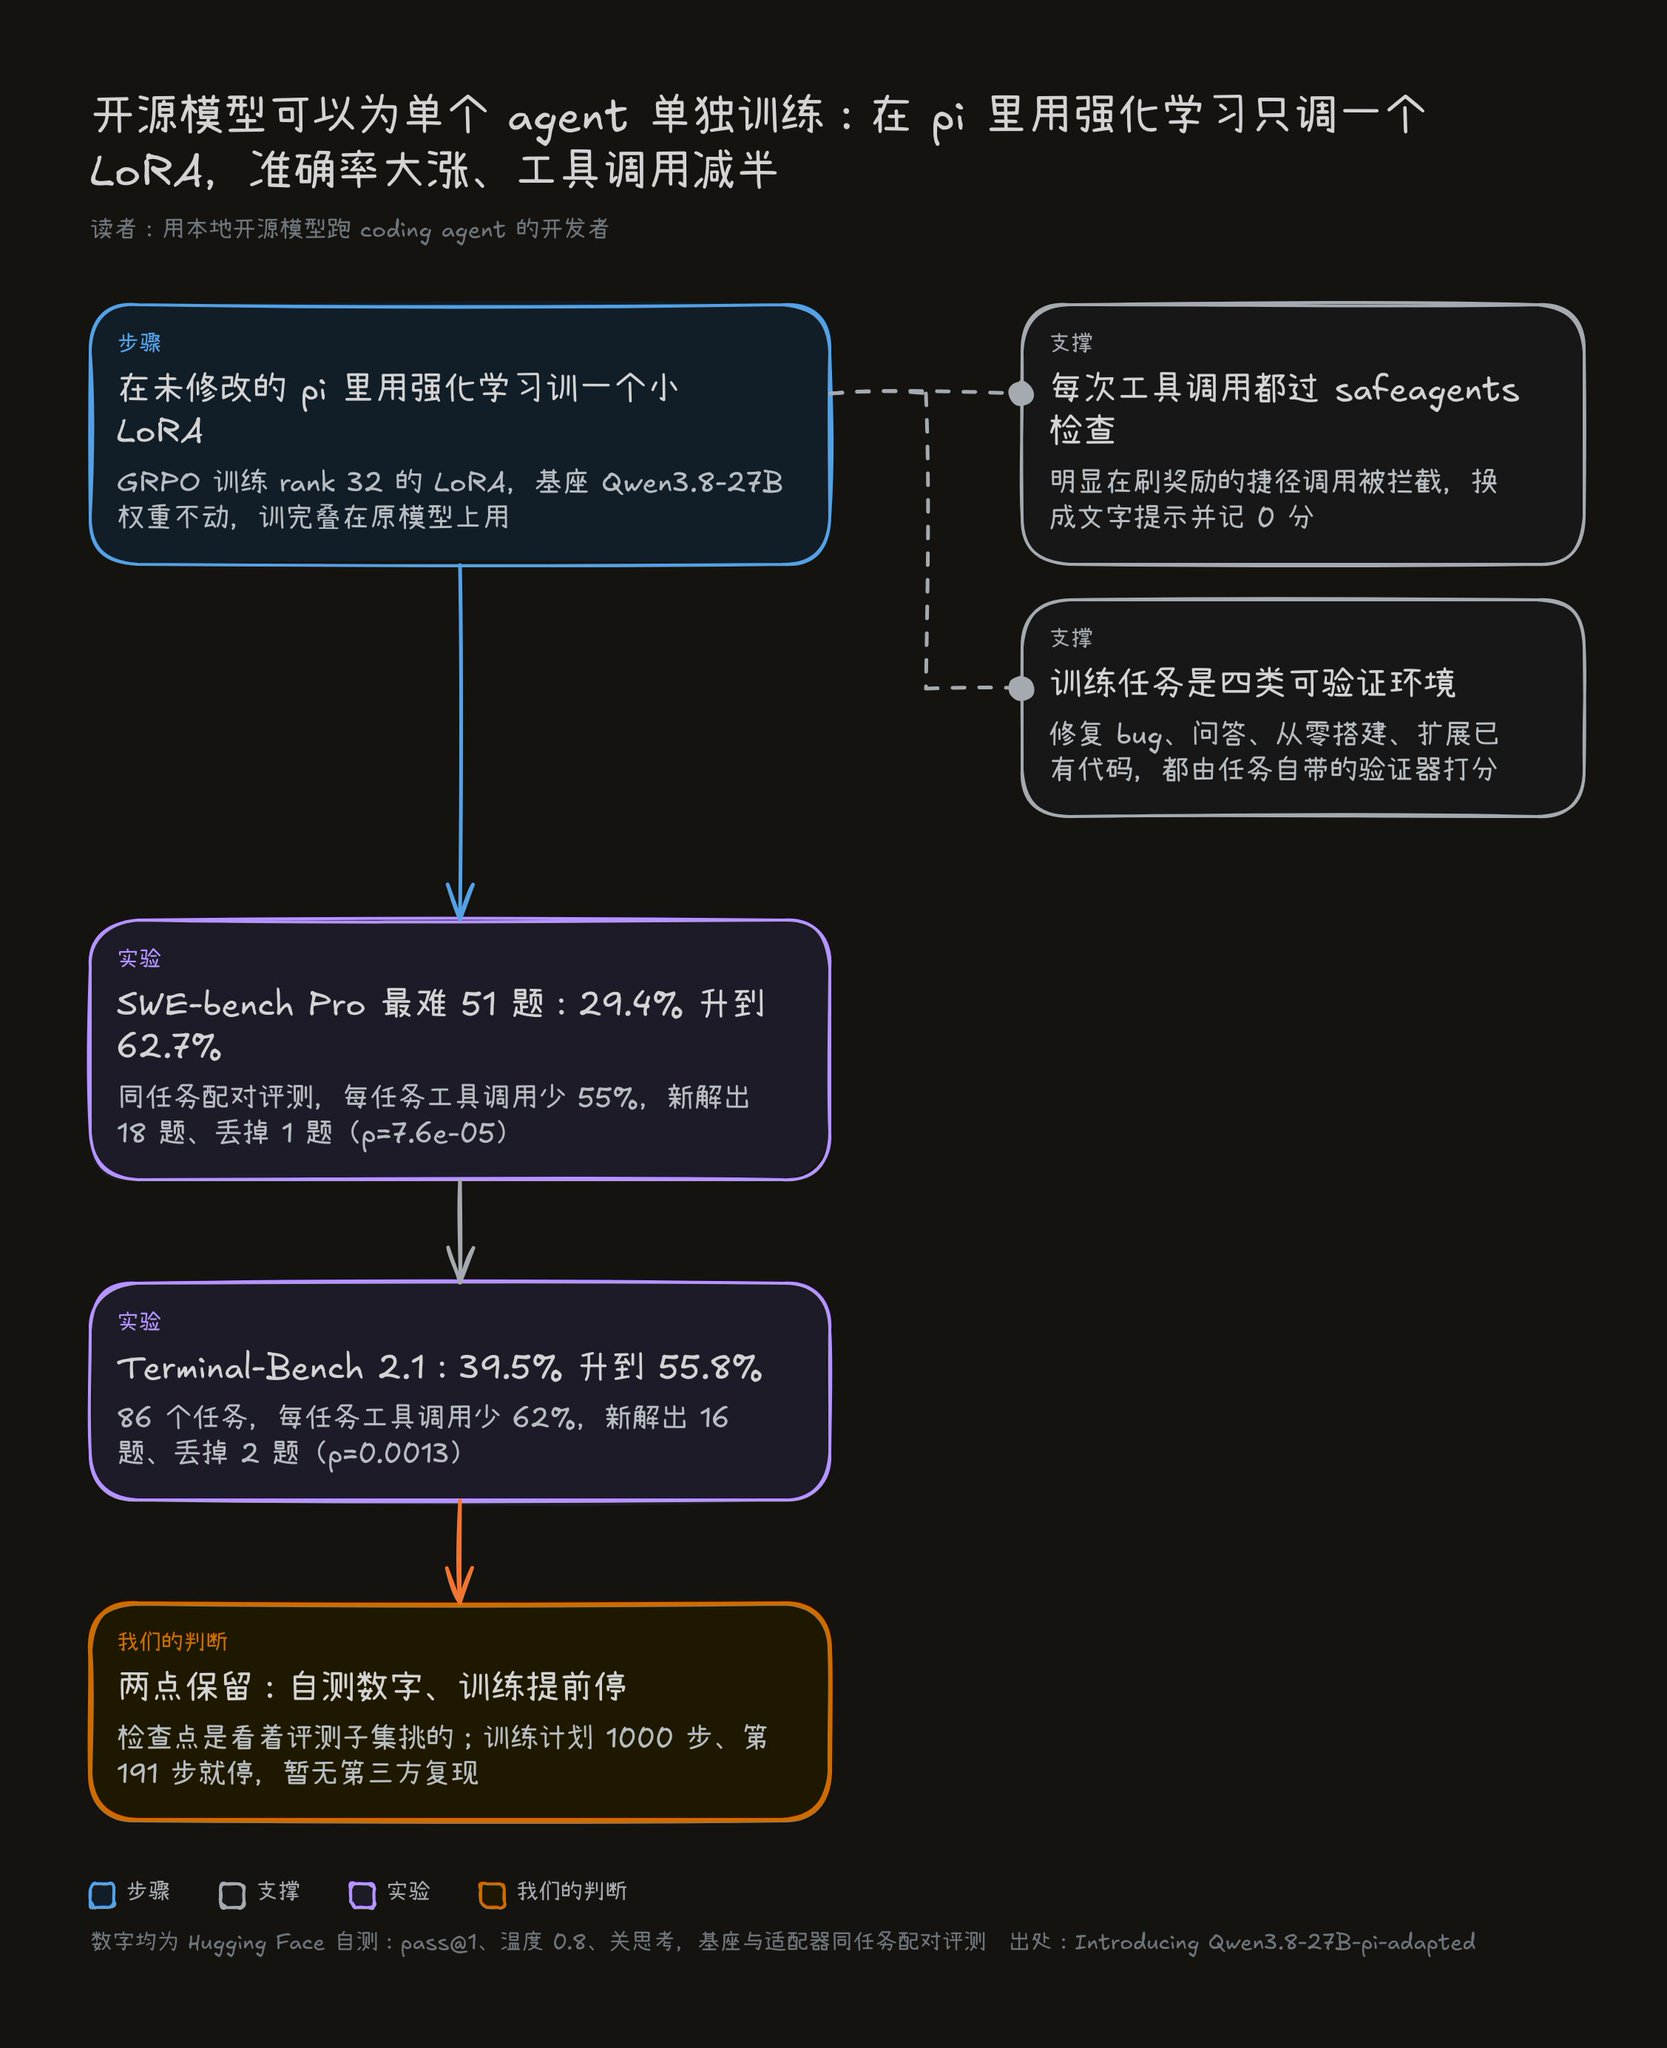 开源模型可以为单个 agent 单独训练：在 pi 里用强化学习只调一个
LoRA，准确率大涨、工具调用减半
读者：用本地开源模型跑 coding agent 的开发者
步骤
在未修改的 pi 里用强化学习训一个小
LoRA
GRPO 训练 rank 32 的 LoRA，基座 Qwen3.8-27B
权重不动，训完叠在原模型上用
支撑
每次工具调用都过 safeagents
检查
明显在刷奖励的捷径调用被拦截，换
成文字提示并记 0 分
支撑
训练任务是四类可验证环境
修复 bug、问答、从零搭建、扩展已
有代码，都由任务自带的验证器打分
实验
SWE-bench Pro 最难 51 题：29.4% 升到
62.7%
同任务配对评测，每任务工具调用少 55%，新解出
18 题、丢掉 1 题（p=7.6e-05）
实验
Terminal-Bench 2.1：39.5% 升到 55.8%
86 个任务，每任务工具调用少 62%，新解出 16
题、丢掉 2 题（p=0.0013）
我们的判断
两点保留：自测数字、训练提前停
检查点是看着评测子集挑的；训练计划 1000 步、第
191 步就停，暂无第三方复现
步骤 支撑 实验 我们的判断
数字均为 Hugging Face 自测：pass@1、温度 0.8、关思考，基座与适配器同任务配对评测 出处：Introducing Qwen3.8-27B-pi-adapted